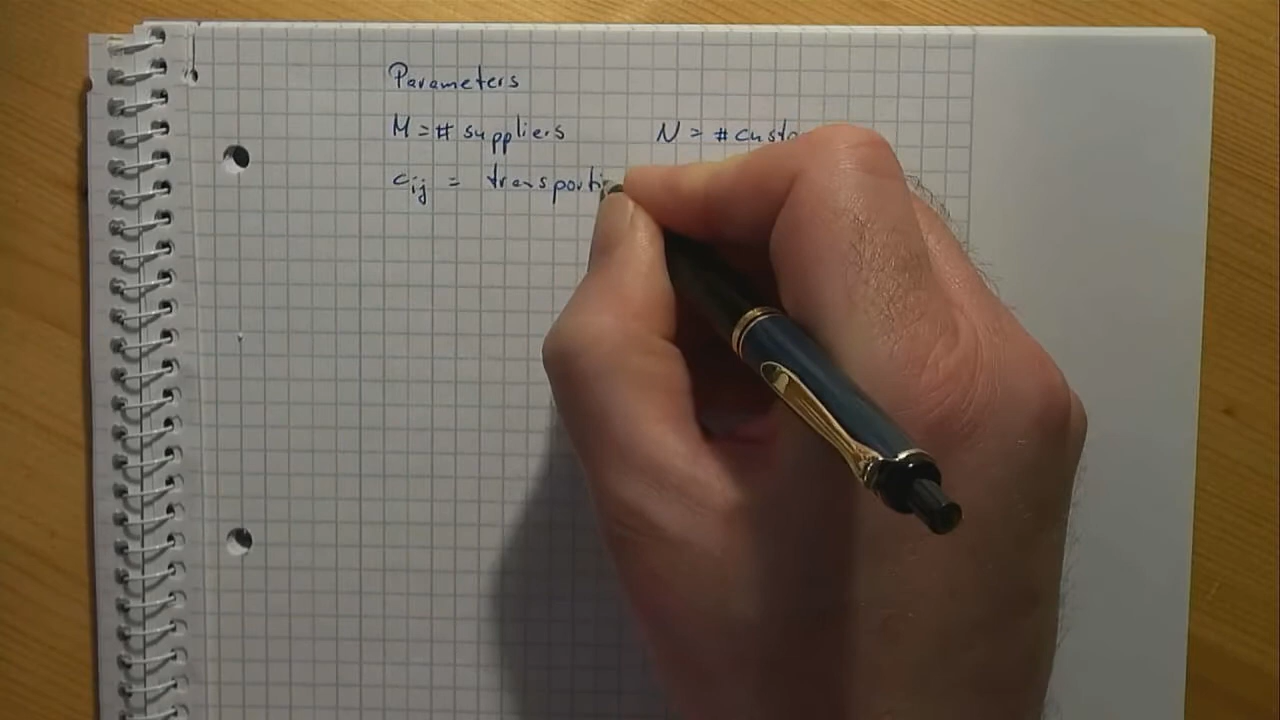 Parameters
M = # suppliers N = # custo
cij = transporti